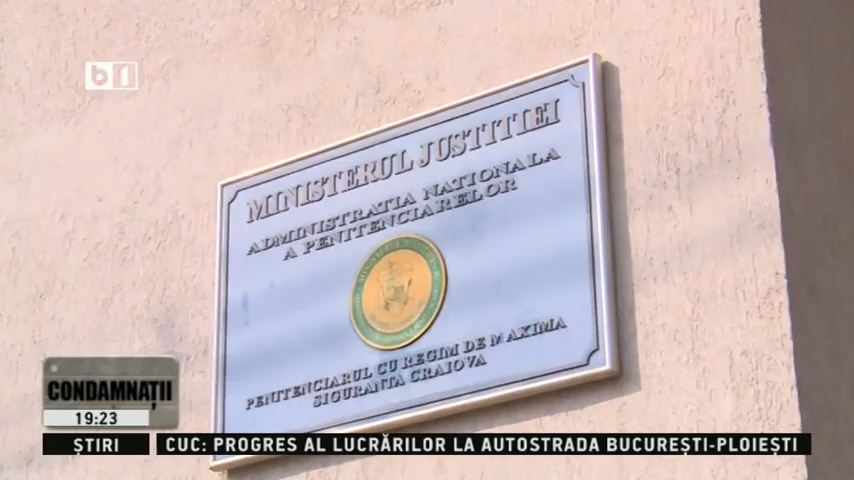 b1
MINISTERUL JUSTITIEI
ADMINISTRATIA NATIONALA
A PENITENCIARELOR
PENITENCIARUL CU REGIM DE MAXIMA
SIGURANTA CRAIOVA
CONDAMNAȚII
19:23
ȘTIRI
CUC: PROGRES AL LUCRĂRILOR LA AUTOSTRADA BUCUREȘTI-PLOIEȘTI